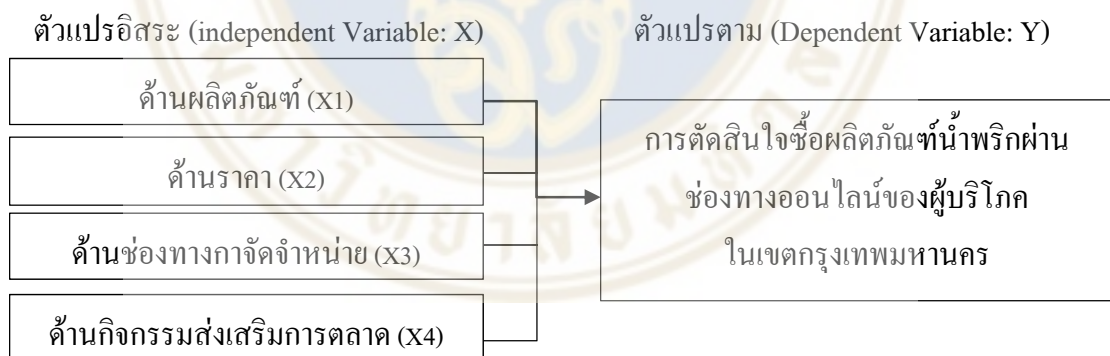 ตัวแปรอิสระ (independent Variable: X)
ตัวแปรตาม (Dependent Variable: Y)
ด้านผลิตภัณฑ์ (X1)
ด้านราคา (X2)
ด้านช่องทางกาจัดจำหน่าย (X3)
ด้านกิจกรรมส่งเสริมการตลาด (X4)
การตัดสินใจซื้อผลิตภัณฑ์น้ำพริกผ่าน
ช่องทางออนไลน์ของผู้บริโภค
ในเขตกรุงเทพมหานคร